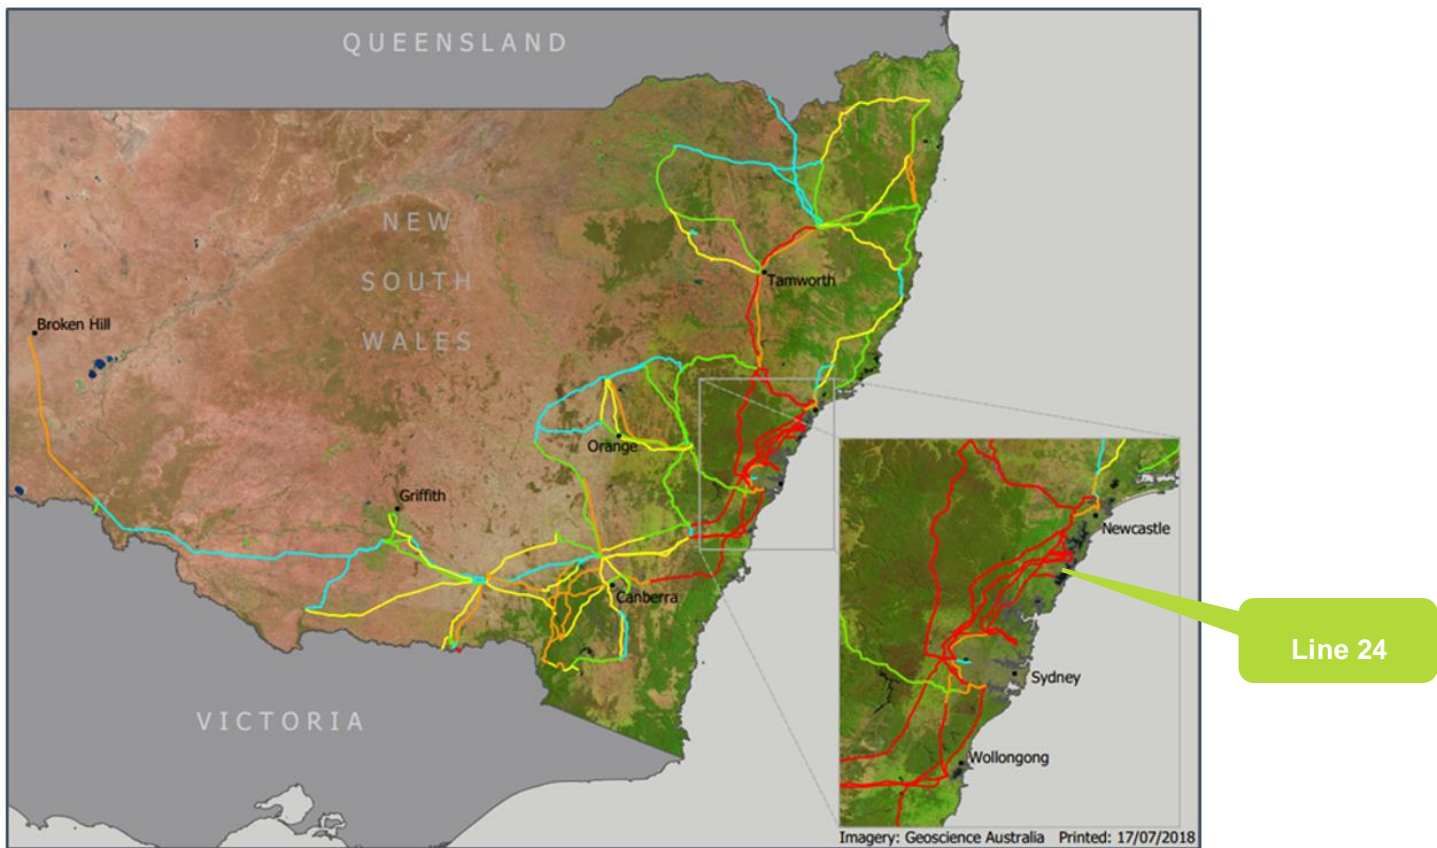 QUEENSLAND
NEW
SOUTH
WALES
Tamworth
Broken Hill
Orange
Griffith
Canberra
VICTORIA
Newcastle
Sydney
Wollongong
Line 24
Imagery: Geoscience Australia Printed: 17/07/2018